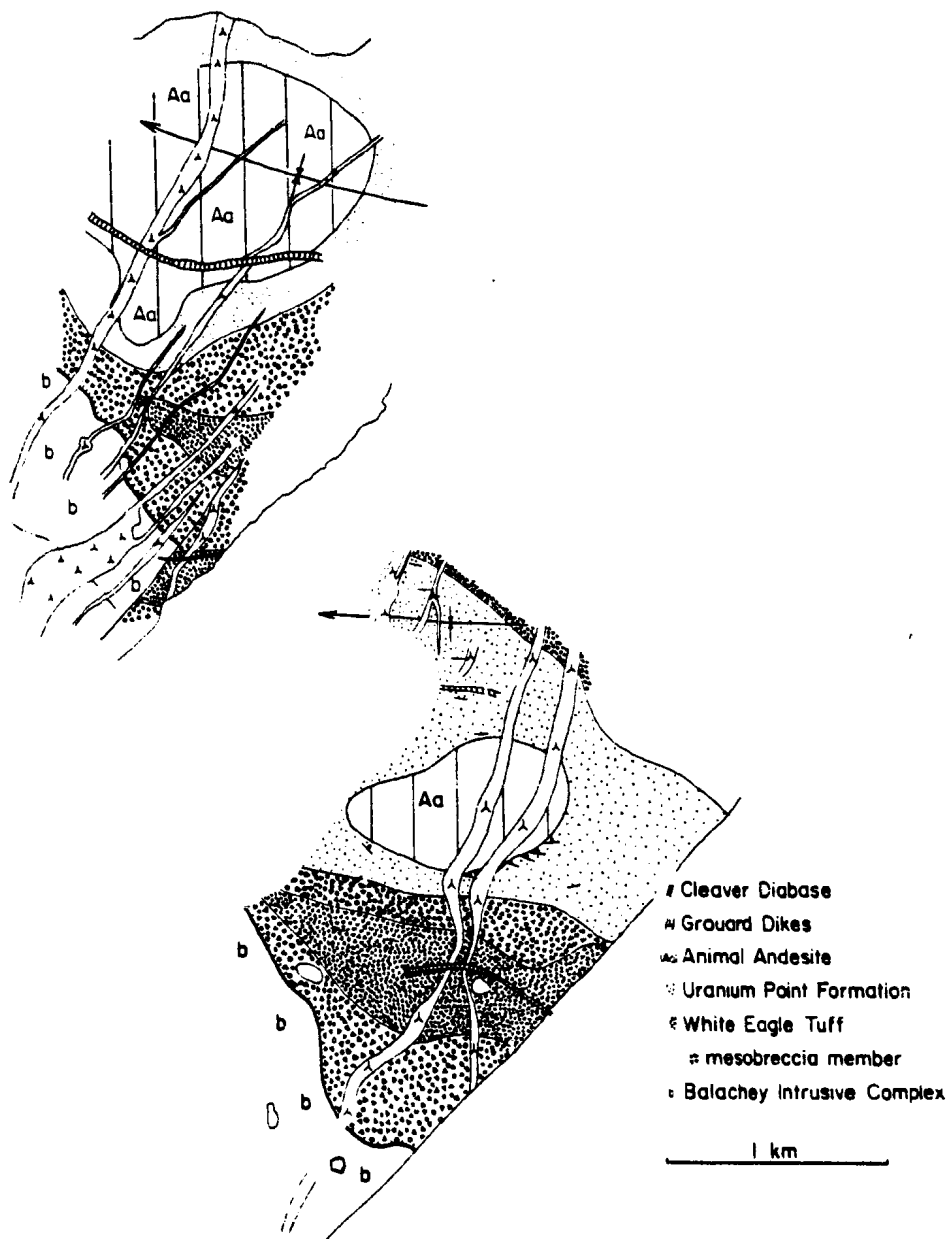 Aa
Aa
Aa
Aa
b
b
b
b
Aa
b
b
b
b
Cleaver Diabase
Grouard Dikes
Animal Andesite
Uranium Point Formation
White Eagle Tuff
mesobreccia member
Balachey Intrusive Complex
1 km